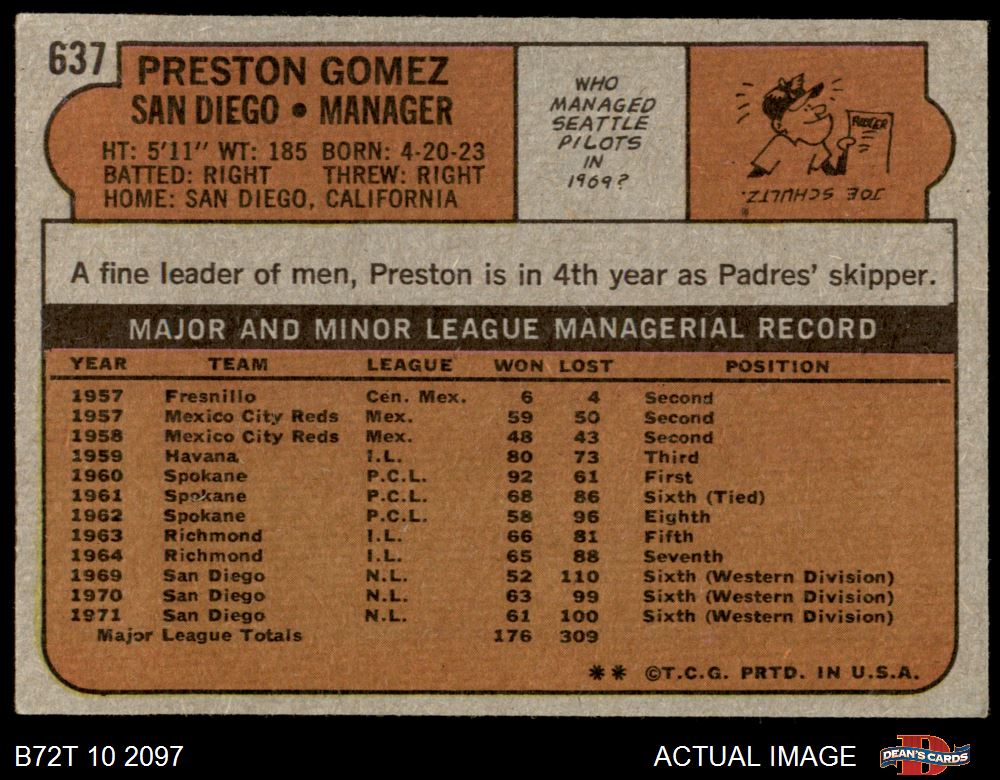 637
PRESTON GOMEZ
SAN DIEGO • MANAGER
HT: 5'11" WT: 185 BORN: 4-20-23
BATTED: RIGHT THREW: RIGHT
HOME: SAN DIEGO, CALIFORNIA
WHO
MANAGED
SEATTLE
PILOTS
IN
1969?
JOE SCHULTZ.
A fine leader of men, Preston is in 4th year as Padres' skipper.
MAJOR AND MINOR LEAGUE MANAGERIAL RECORD
YEAR TEAM LEAGUE WON LOST POSITION
1957 Fresnillo Cen. Mex. 6 4 Second
1957 Mexico City Reds Mex. 59 50 Second
1958 Mexico City Reds Mex. 48 43 Second
1959 Havana I.L. 80 73 Third
1960 Spokane P.C.L. 92 61 First
1961 Spokane P.C.L. 68 86 Sixth (Tied)
1962 Spokane P.C.L. 58 96 Eighth
1963 Richmond I.L. 66 81 Fifth
1964 Richmond I.L. 65 88 Seventh
1969 San Diego N.L. 52 110 Sixth (Western Division)
1970 San Diego N.L. 63 99 Sixth (Western Division)
1971 San Diego N.L. 61 100 Sixth (Western Division)
Major League Totals 176 309
** ©T.C.G. PRTD. IN U.S.A.
B72T 10 2097
ACTUAL IMAGE
DEAN'S CARDS